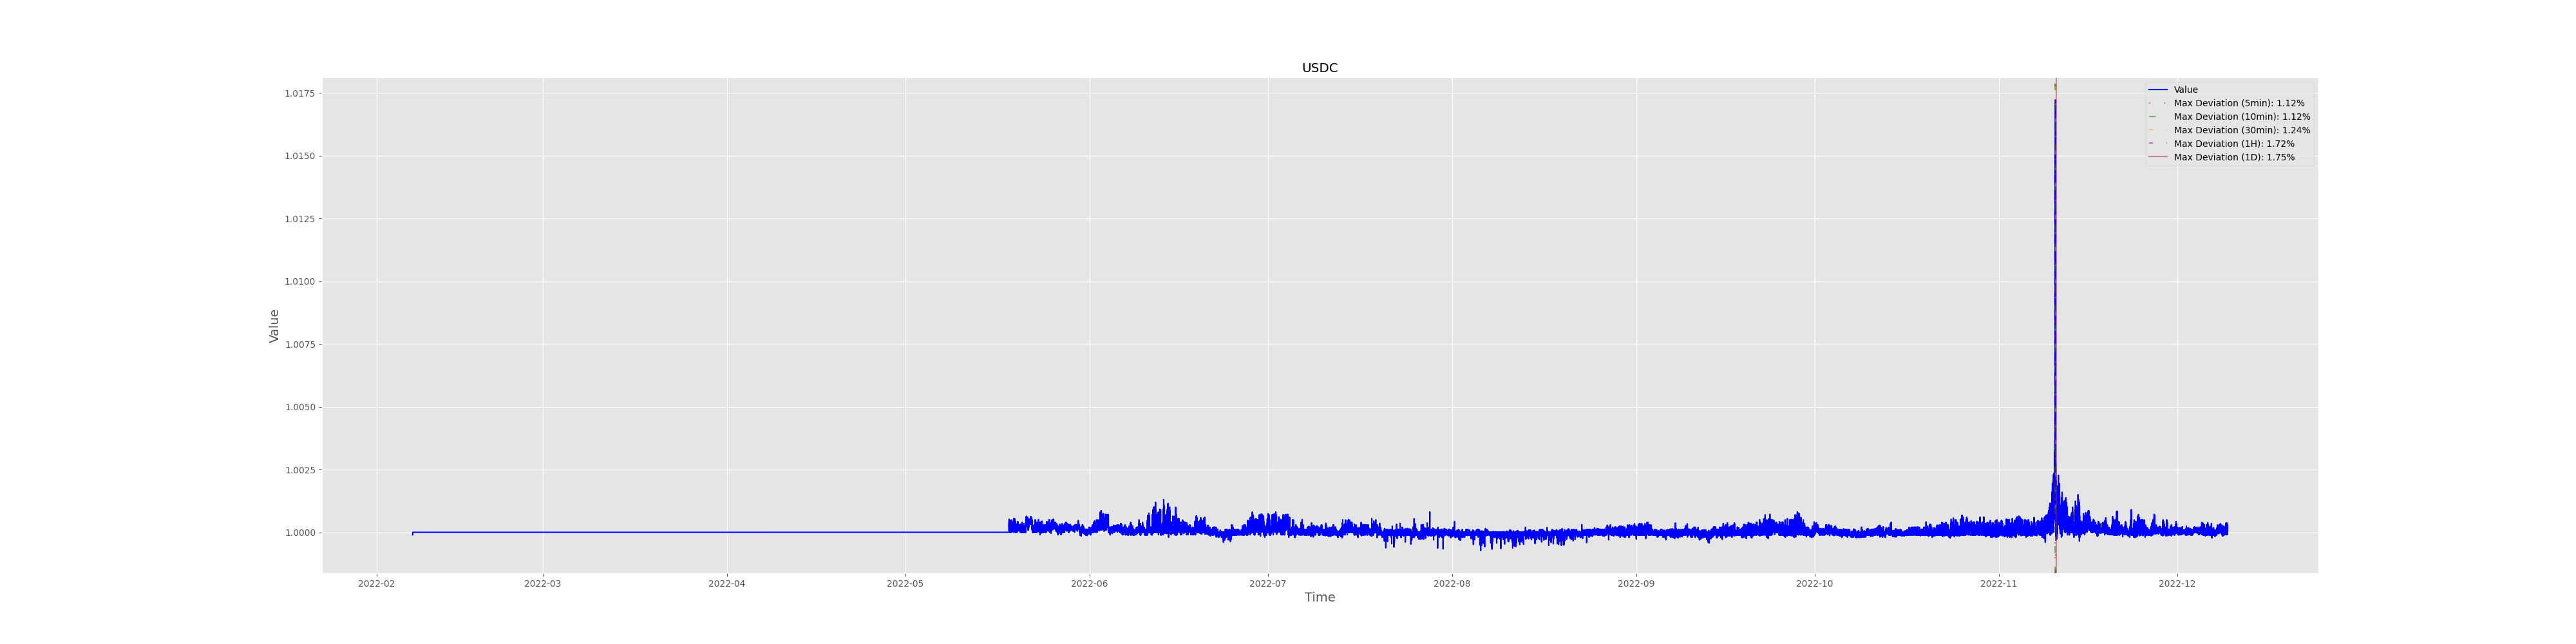 USDC
1.0175
1.0150
1.0125
1.0100
1.0075
1.0050
1.0025
1.0000
Value
Value
Max Deviation (5min): 1.12%
Max Deviation (10min): 1.12%
Max Deviation (30min): 1.24%
Max Deviation (1H): 1.72%
Max Deviation (1D): 1.75%
2022-02 2022-03 2022-04 2022-05 2022-06 2022-07 2022-08 2022-09 2022-10 2022-11 2022-12
Time